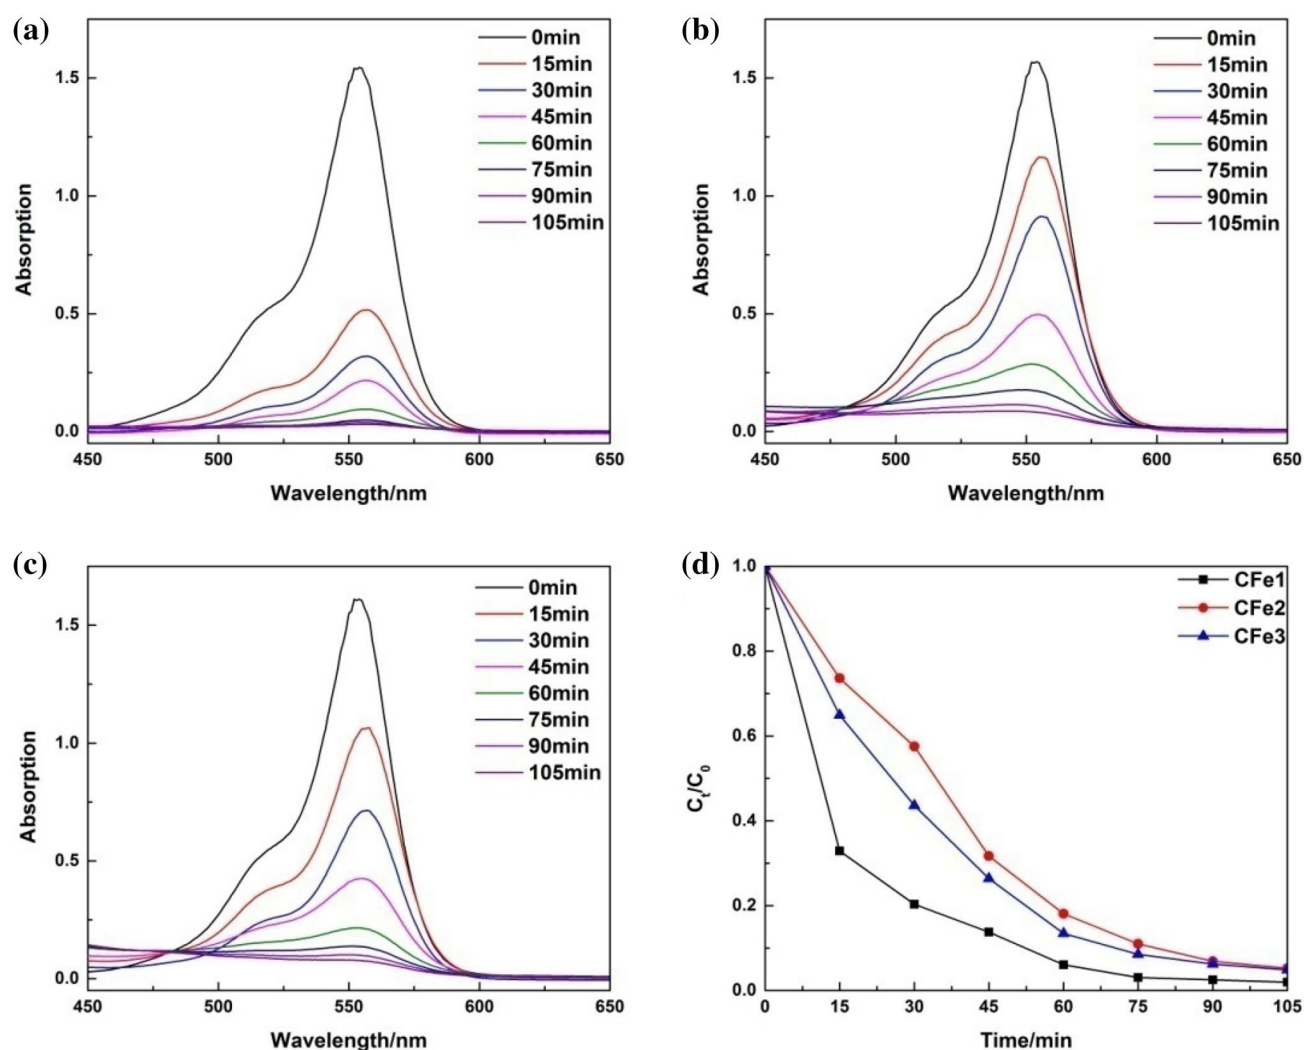 (a)
0min
15min
30min
45min
60min
75min
90min
105min
1.5
1.0
0.5
0.0
Absorption
450 500 550 600 650
Wavelength/nm
(b)
0min
15min
30min
45min
60min
75min
90min
105min
1.5
1.0
0.5
0.0
Absorption
450 500 550 600 650
Wavelength/nm
(c)
0min
15min
30min
45min
60min
75min
90min
105min
1.5
1.0
0.5
0.0
Absorption
450 500 550 600 650
Wavelength/nm
(d)
CFe1
CFe2
CFe3
1.0
0.8
0.6
0.4
0.2
0.0
Ct/C0
0 15 30 45 60 75 90 105
Time/min